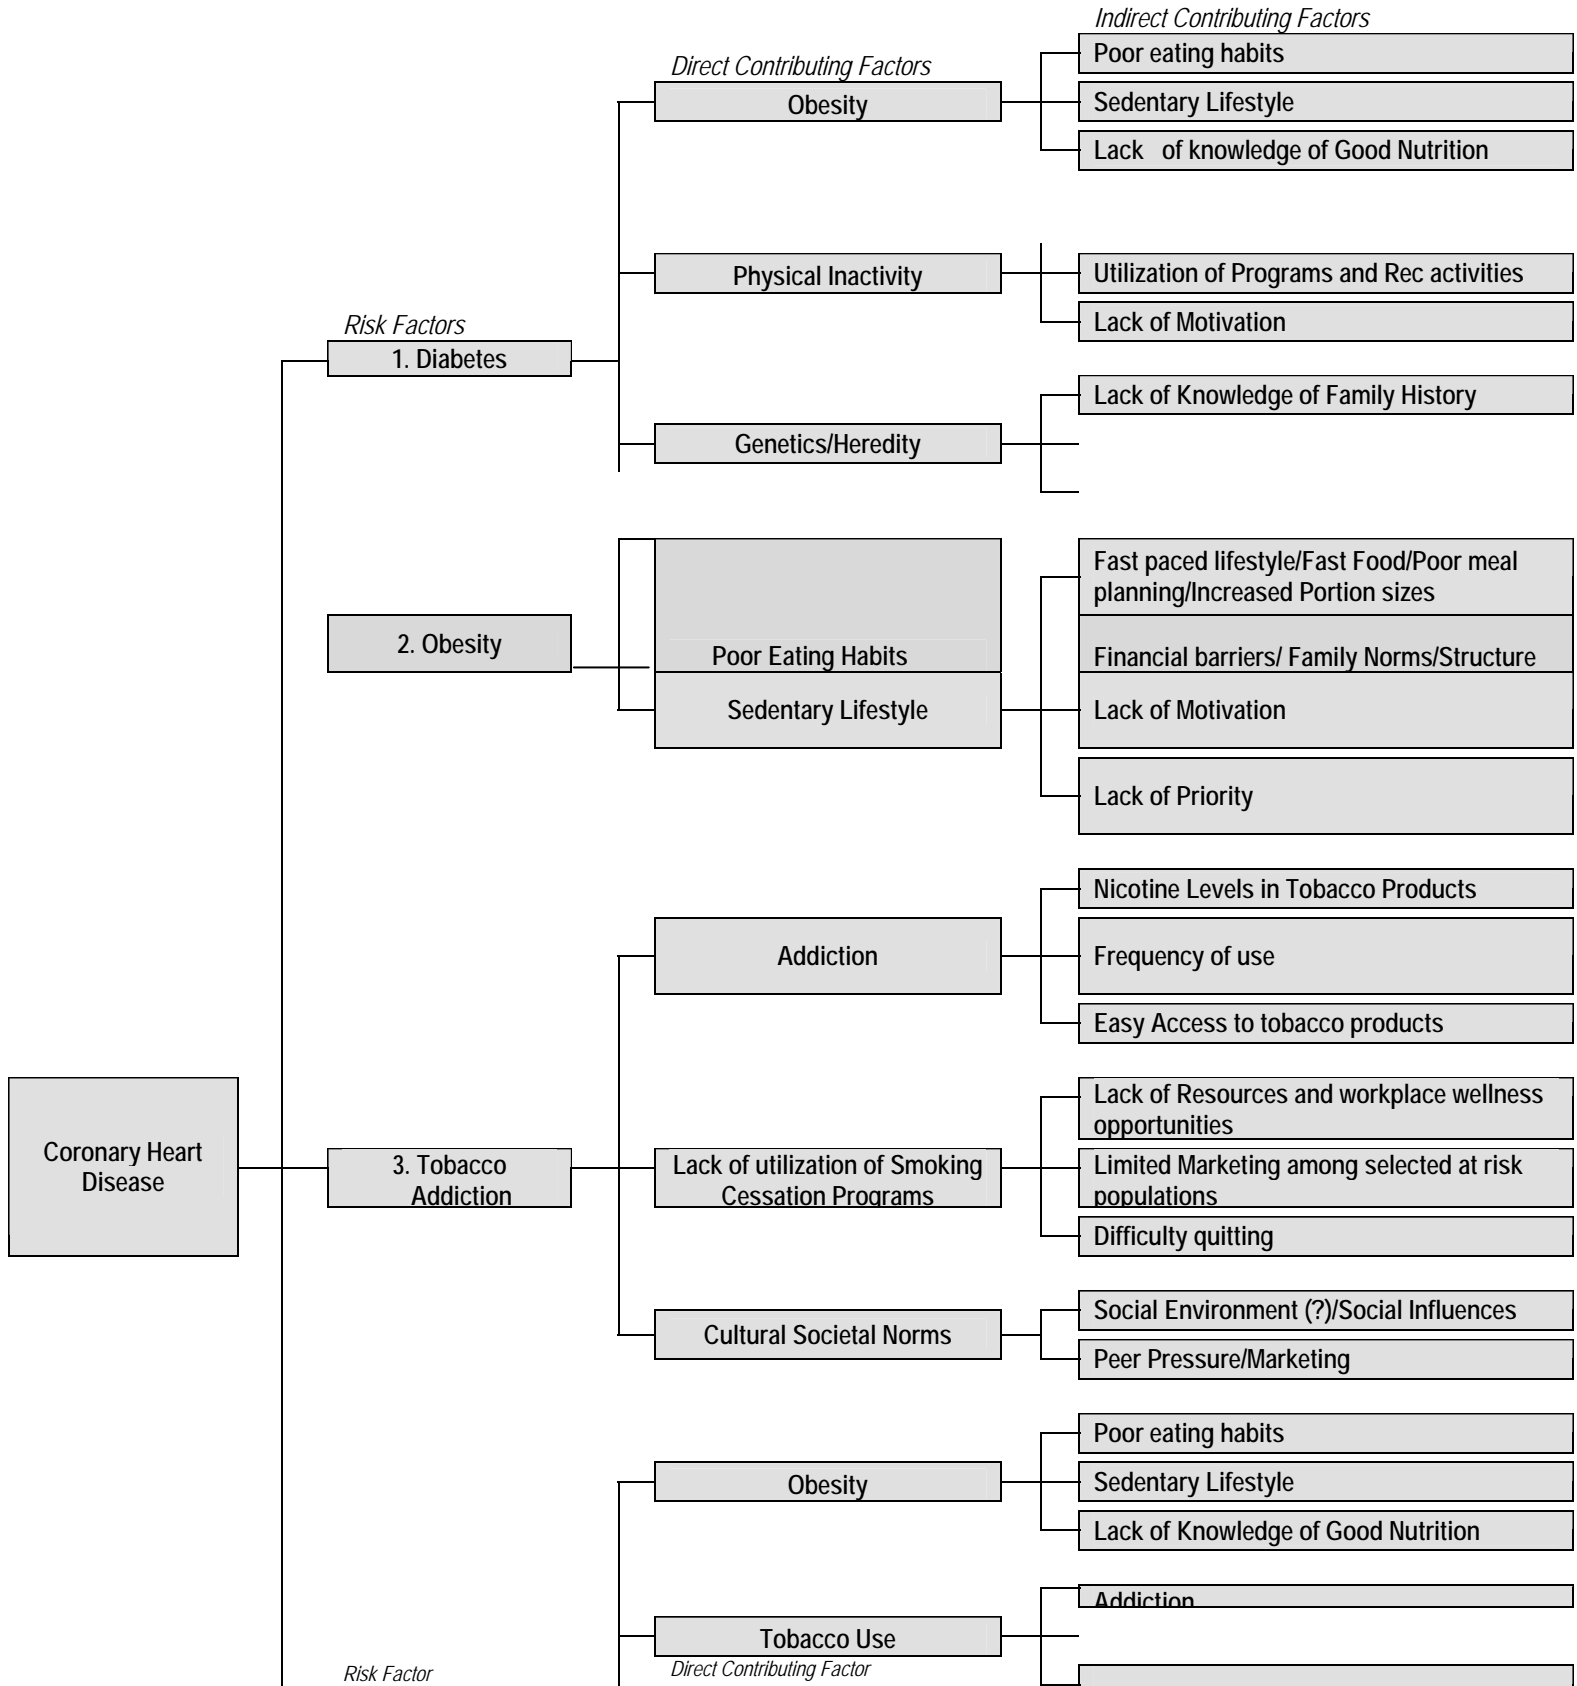 Indirect Contributing Factors
Poor eating habits
Direct Contributing Factors
Obesity
Sedentary Lifestyle
Lack of knowledge of Good Nutrition
Physical Inactivity
Utilization of Programs and Rec activities
Lack of Motivation
Risk Factors
1. Diabetes
Lack of Knowledge of Family History
Genetics/Heredity
Fast paced lifestyle/Fast Food/Poor meal
planning/Increased Portion sizes
2. Obesity
Poor Eating Habits
Financial barriers/ Family Norms/Structure
Sedentary Lifestyle
Lack of Motivation
Lack of Priority
Nicotine Levels in Tobacco Products
Addiction
Frequency of use
Easy Access to tobacco products
Coronary Heart
Disease
3. Tobacco
Addiction
Lack of utilization of Smoking
Cessation Programs
Lack of Resources and workplace wellness
opportunities
Limited Marketing among selected at risk
populations
Difficulty quitting
Cultural Societal Norms
Social Environment (?)/Social Influences
Peer Pressure/Marketing
Obesity
Poor eating habits
Sedentary Lifestyle
Lack of Knowledge of Good Nutrition
Tobacco Use
Addiction
Risk Factor
Direct Contributing Factor